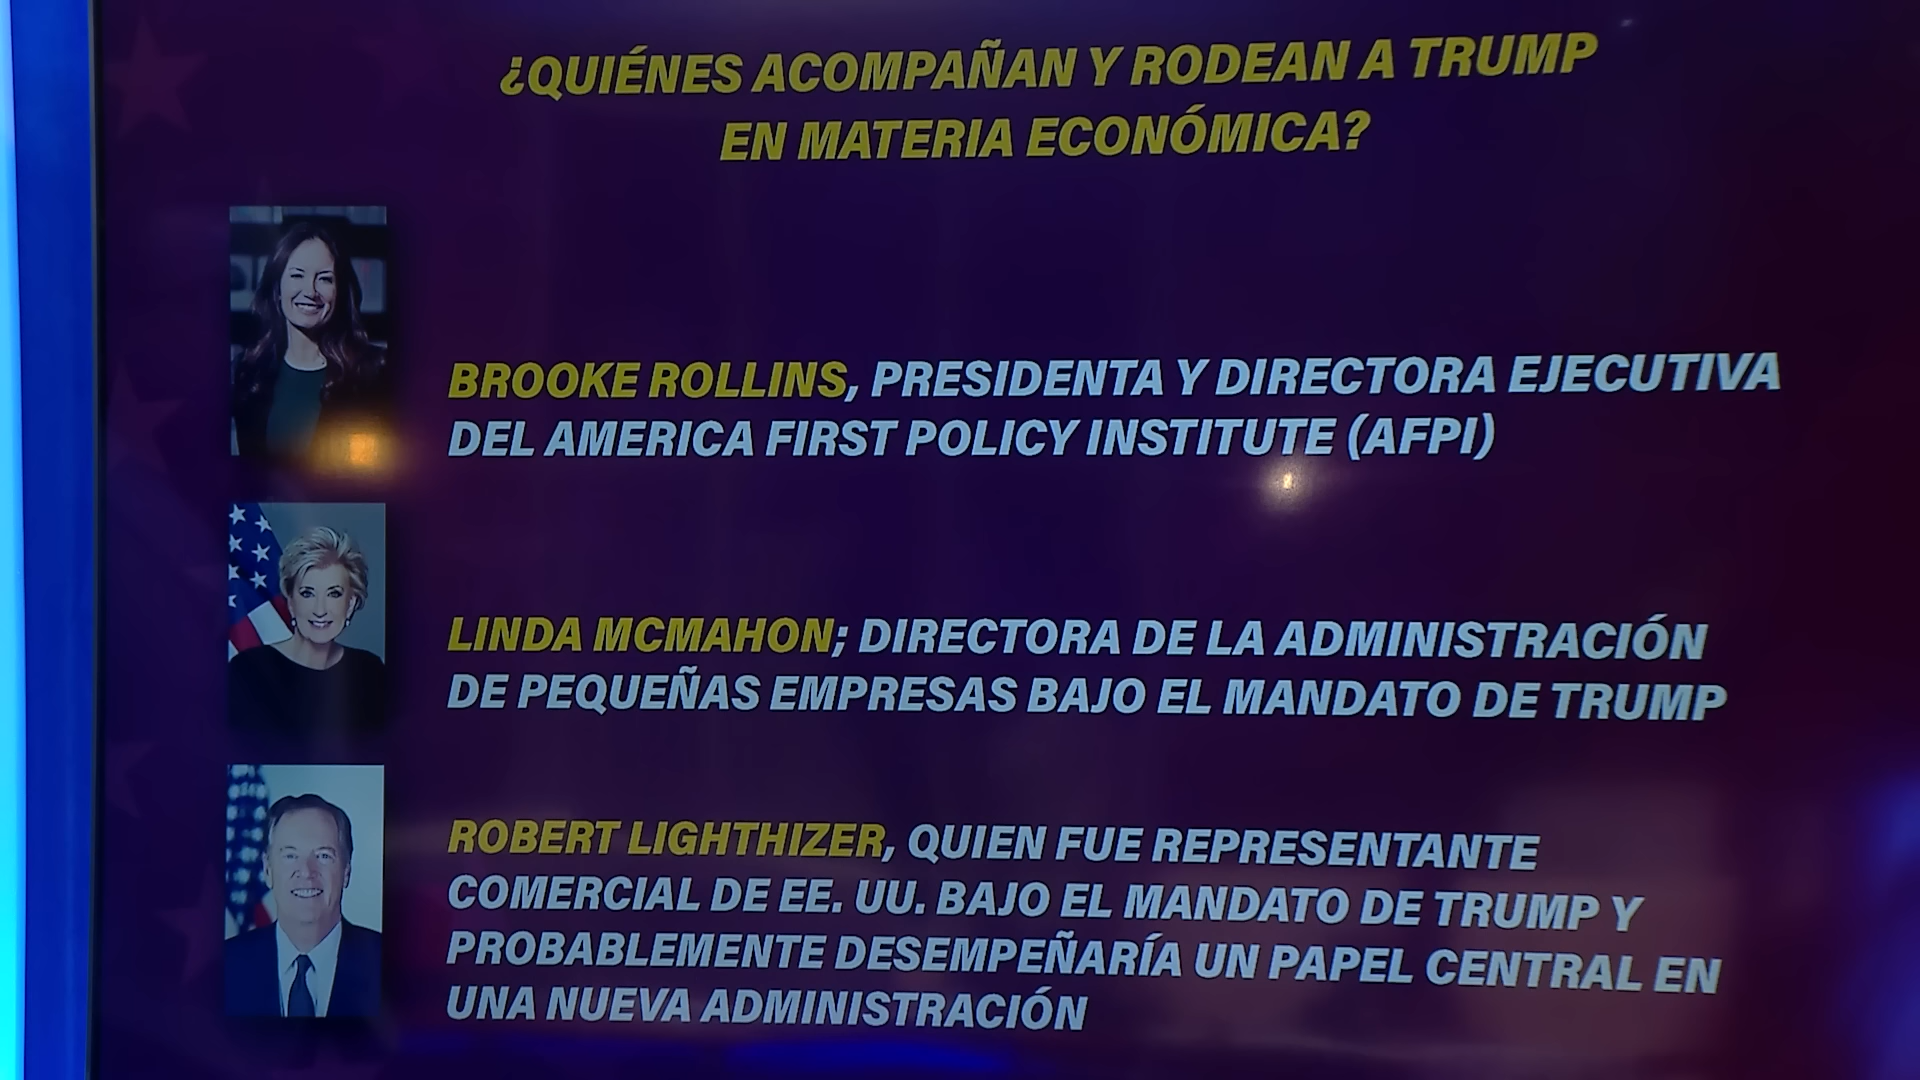 ¿QUIÉNES ACOMPAÑAN Y RODEAN A TRUMP
EN MATERIA ECONÓMICA?
BROOKE ROLLINS, PRESIDENTA Y DIRECTORA EJECUTIVA
DEL AMERICA FIRST POLICY INSTITUTE (AFPI)
LINDA MCMAHON; DIRECTORA DE LA ADMINISTRACIÓN
DE PEQUEÑAS EMPRESAS BAJO EL MANDATO DE TRUMP
ROBERT LIGHTHIZER, QUIEN FUE REPRESENTANTE
COMERCIAL DE EE. UU. BAJO EL MANDATO DE TRUMP Y
PROBABLEMENTE DESEMPEÑARÍA UN PAPEL CENTRAL EN
UNA NUEVA ADMINISTRACIÓN